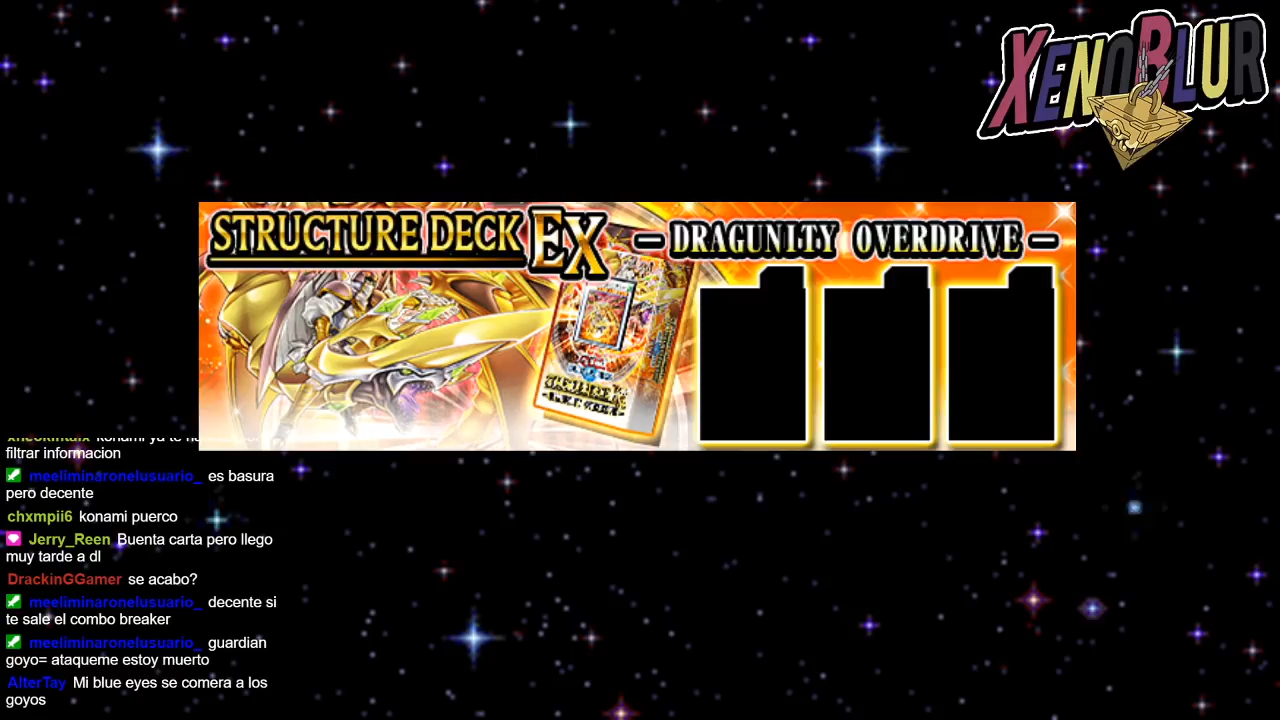 XENOBLUR
STRUCTURE DECK EX – DRAGUNITY OVERDRIVE –
filtrar informacion
meeliminaronelusuario_ es basura
pero decente
chxmpii6 konami puerco
Jerry_Reen Buenta carta pero llego
muy tarde a dl
DrackinGGamer se acabo?
meeliminaronelusuario_ decente si
te sale el combo breaker
meeliminaronelusuario_ guardian
goyo= ataqueme estoy muerto
AlterTay Mi blue eyes se comera a los
goyos